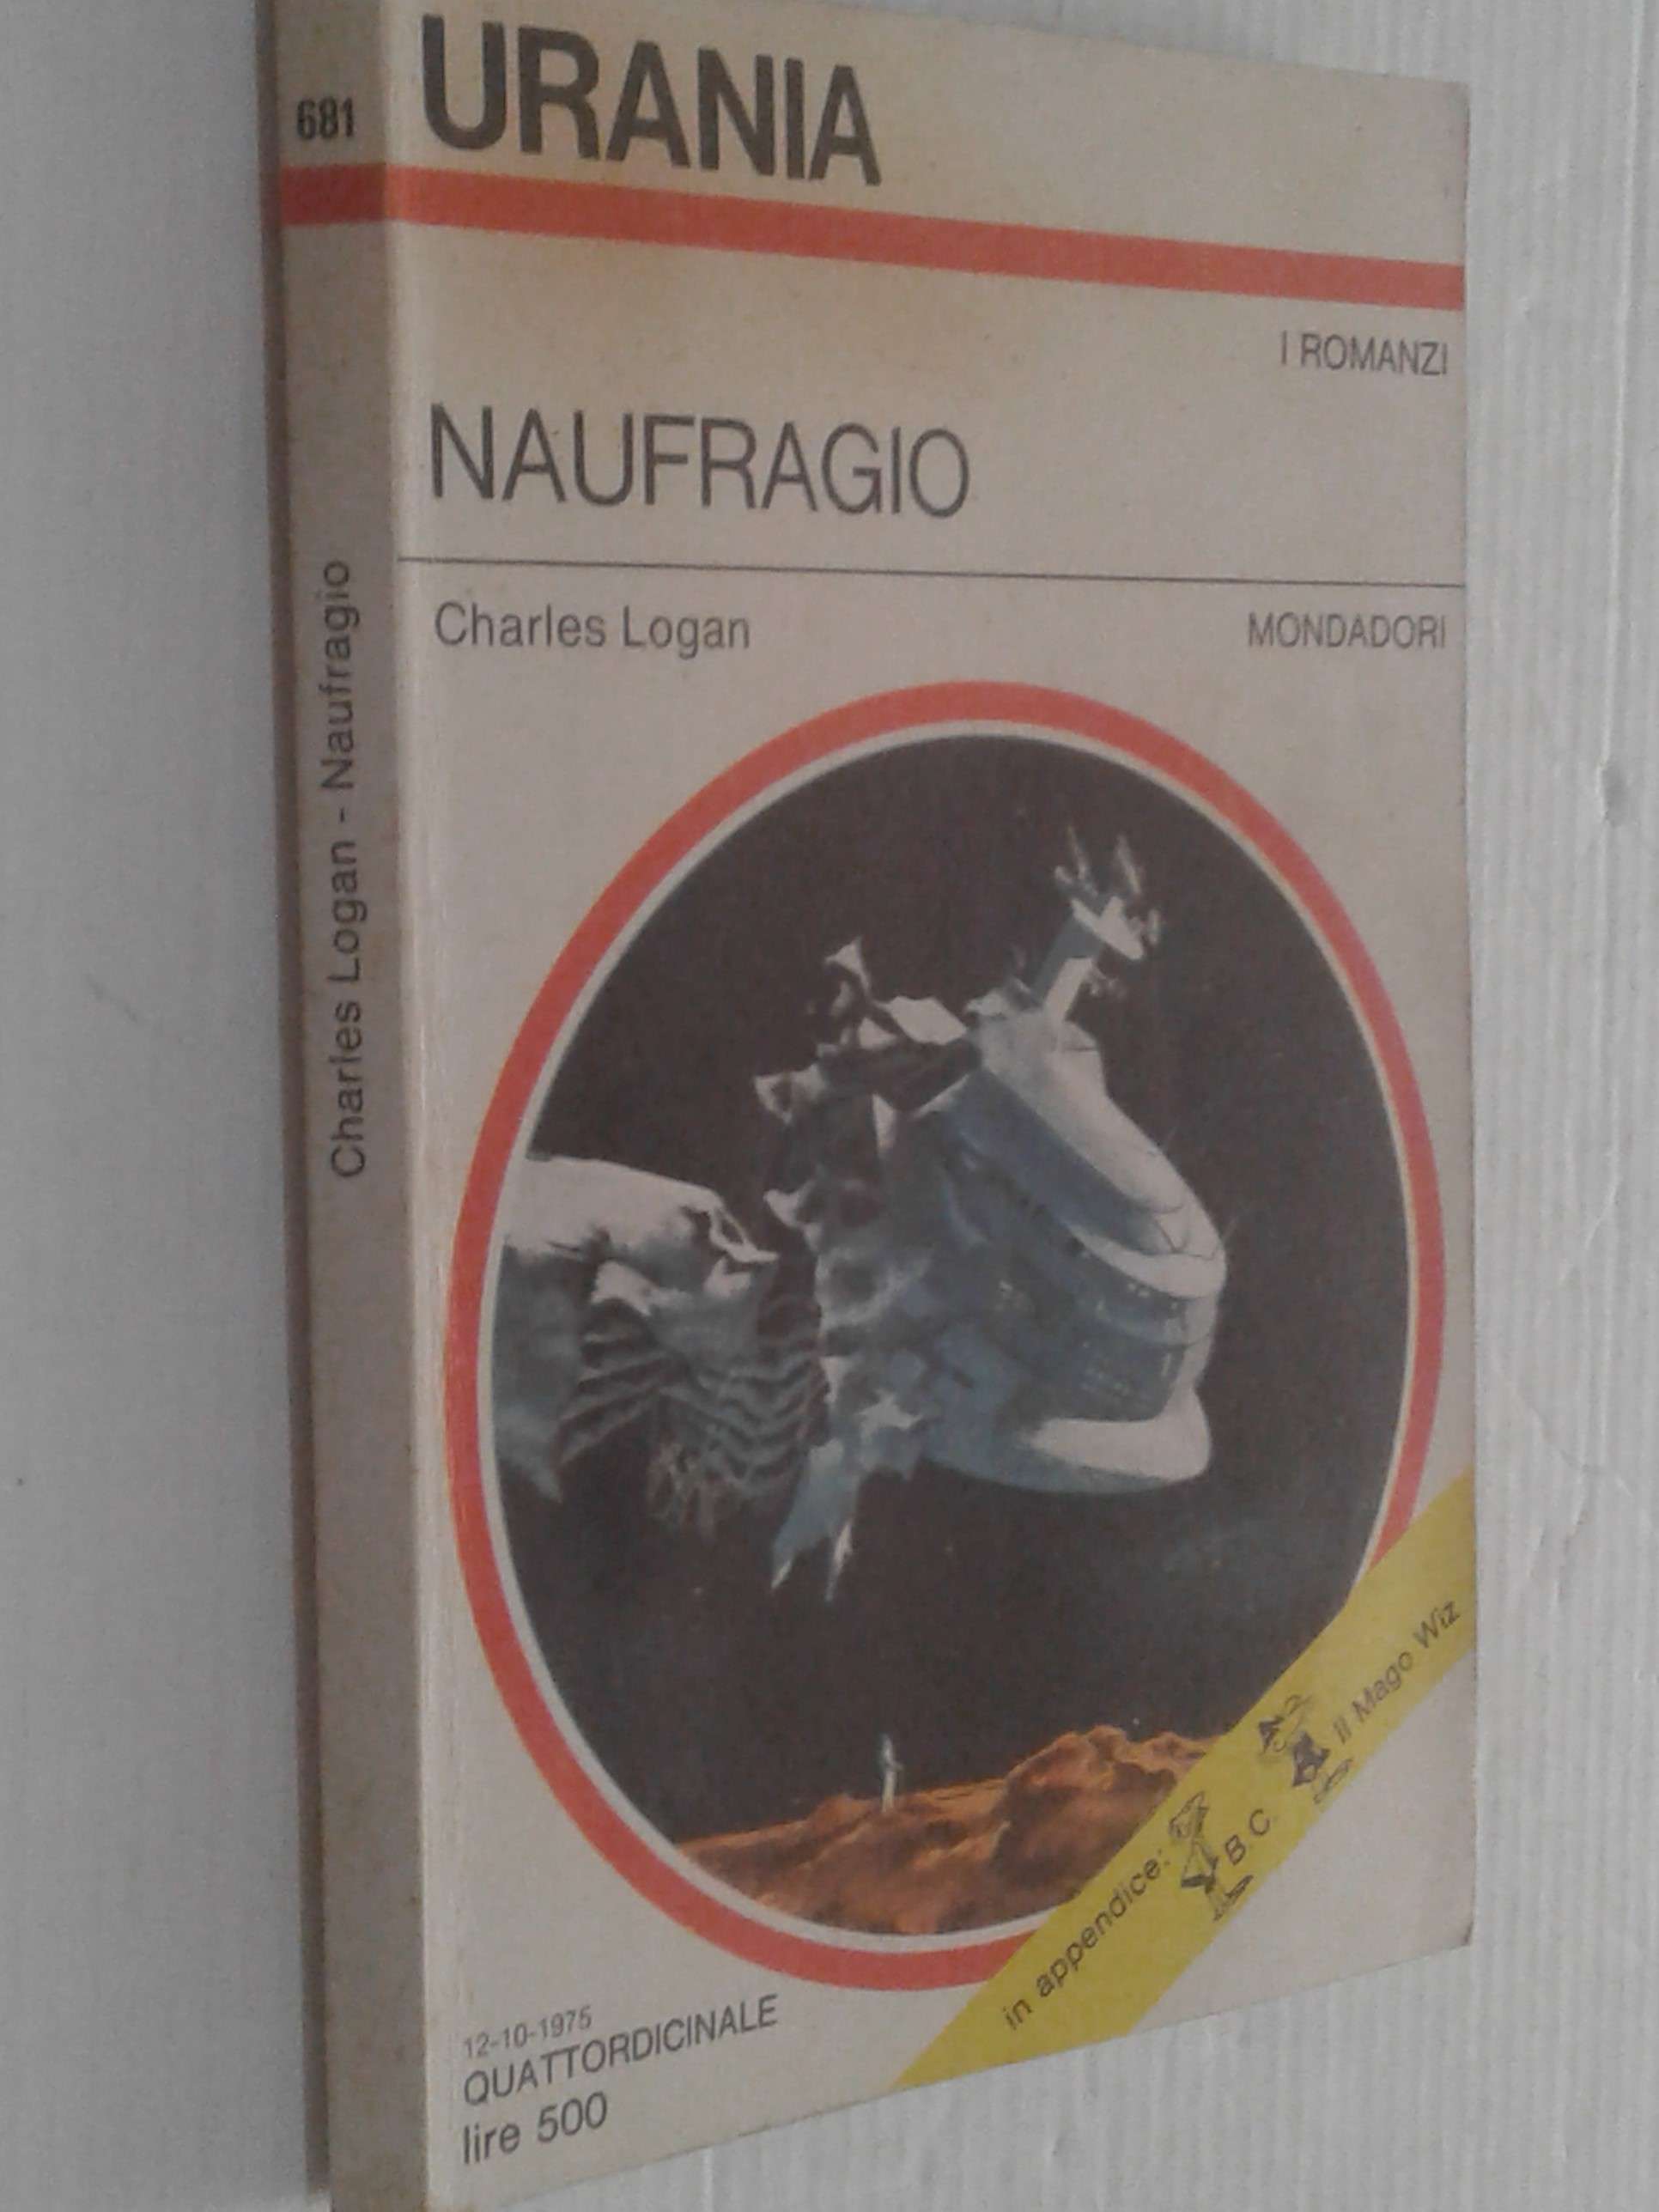 681
Charles Logan - Naufragio
URANIA
I ROMANZI
NAUFRAGIO
Charles Logan
MONDADORI
in appendice: B.C. Il Mago Wiz
12-10-1975
QUATTORDICINALE
lire 500